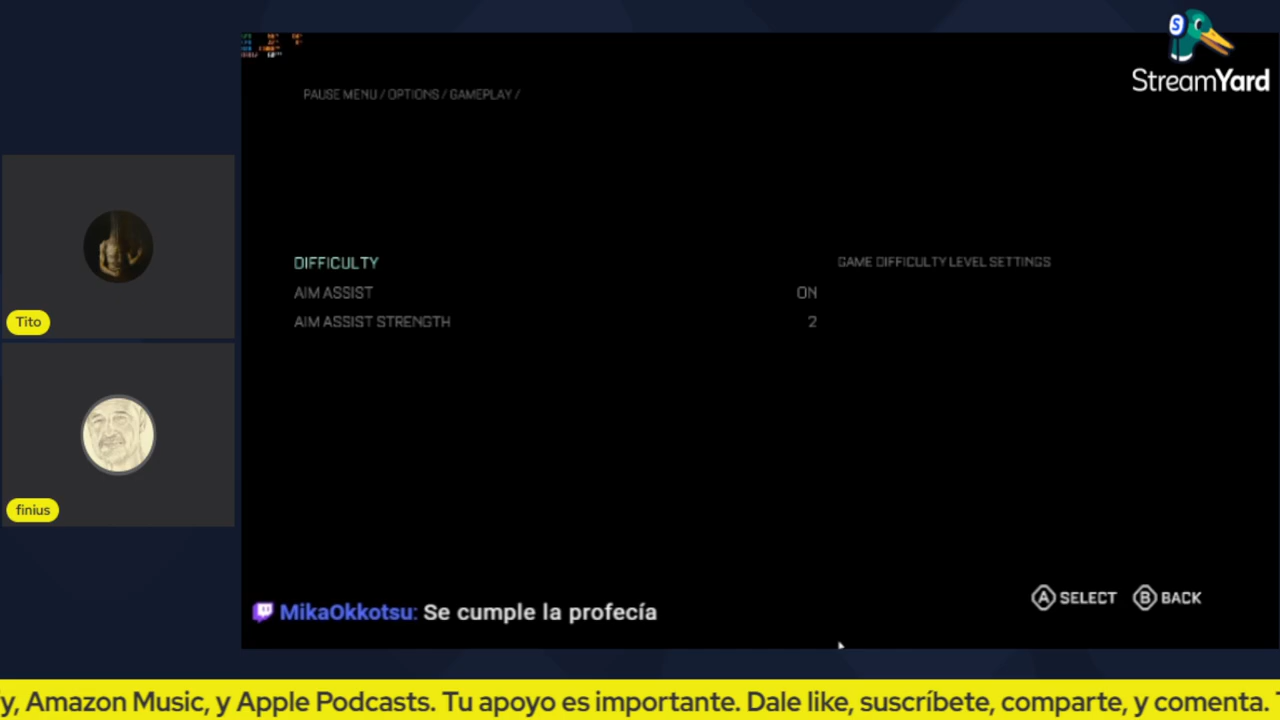 StreamYard
PAUSE MENU / OPTIONS / GAMEPLAY /
DIFFICULTY
GAME DIFFICULTY LEVEL SETTINGS
AIM ASSIST ON
AIM ASSIST STRENGTH 2
Tito
finius
A SELECT B BACK
MikaOkkotsu: Se cumple la profecía
y, Amazon Music, y Apple Podcasts. Tu apoyo es importante. Dale like, suscríbete, comparte, y comenta.